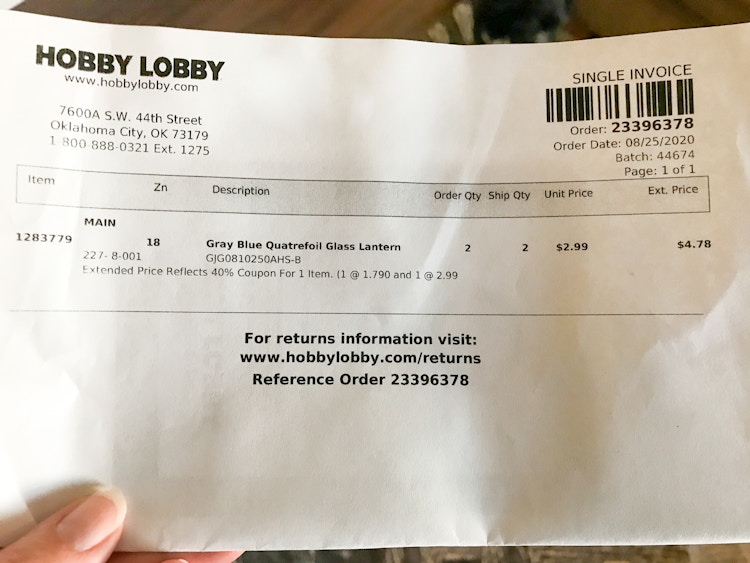 HOBBY LOBBY
www.hobbylobby.com
7600A S.W. 44th Street
Oklahoma City, OK 73179
1-800 888-0321 Ext. 1275
SINGLE INVOICE
Order: 23396378
Order Date: 08/25/2020
Batch: 44674
Page: 1 of 1
Item Zn Description Order Qty Ship Qty Unit Price Ext. Price
MAIN
1283779 18 Gray Blue Quatrefoil Glass Lantern 2 2 $2.99 $4.78
227- 8-001 GJG0810250AHS-B
Extended Price Reflects 40% Coupon For 1 Item. (1 @ 1.790 and 1 @ 2.99
For returns information visit:
www.hobbylobby.com/returns
Reference Order 23396378